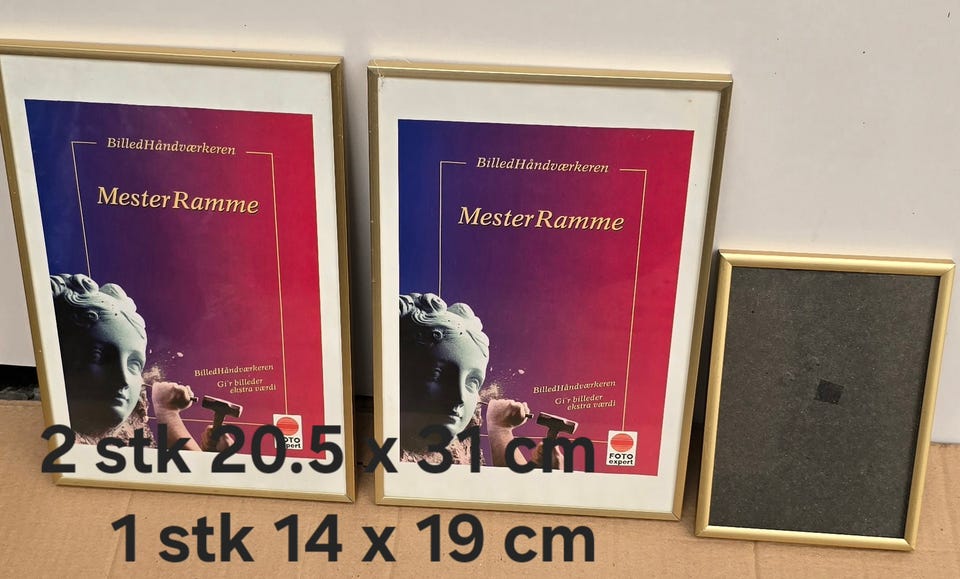 BilledHåndværkeren
MesterRamme
BilledHåndværkeren
Gi'r billeder
ekstra værdi
FOTO
expert
BilledHåndværkeren
MesterRamme
BilledHåndværkeren
Gi'r billeder
ekstra værdi
FOTO
expert
2 stk 20.5 x 31 cm
1 stk 14 x 19 cm